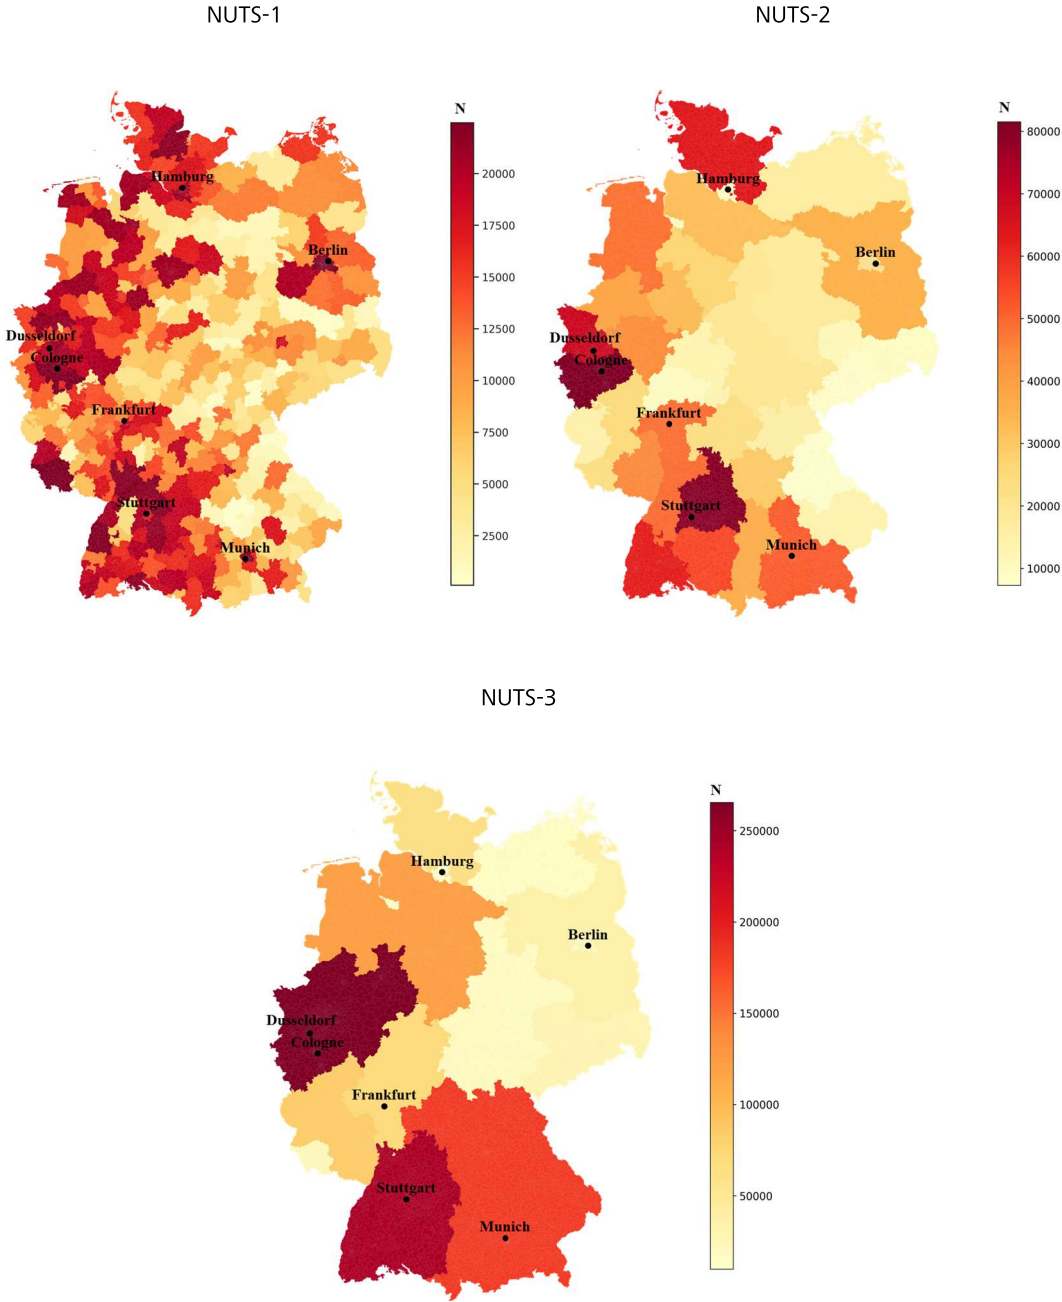 NUTS-1
NUTS-2
N
N
20000
17500
15000
12500
10000
7500
5000
2500
80000
70000
60000
50000
40000
30000
20000
10000
Hamburg
Berlin
Dusseldorf
Cologne
Frankfurt
Stuttgart
Munich
Hamburg
Berlin
Dusseldorf
Cologne
Frankfurt
Stuttgart
Munich
NUTS-3
N
250000
200000
150000
100000
50000
Hamburg
Berlin
Dusseldorf
Cologne
Frankfurt
Stuttgart
Munich